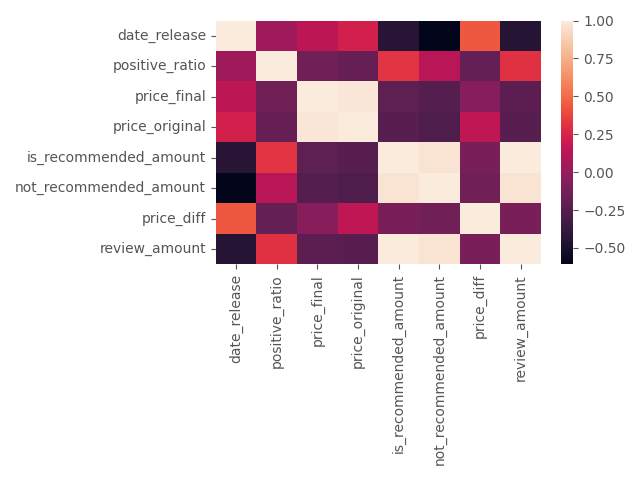 date_release
positive_ratio
price_final
price_original
is_recommended_amount
not_recommended_amount
price_diff
review_amount
date_release
positive_ratio
price_final
price_original
is_recommended_amount
not_recommended_amount
price_diff
review_amount
1.00
0.75
0.50
0.25
0.00
−0.25
−0.50